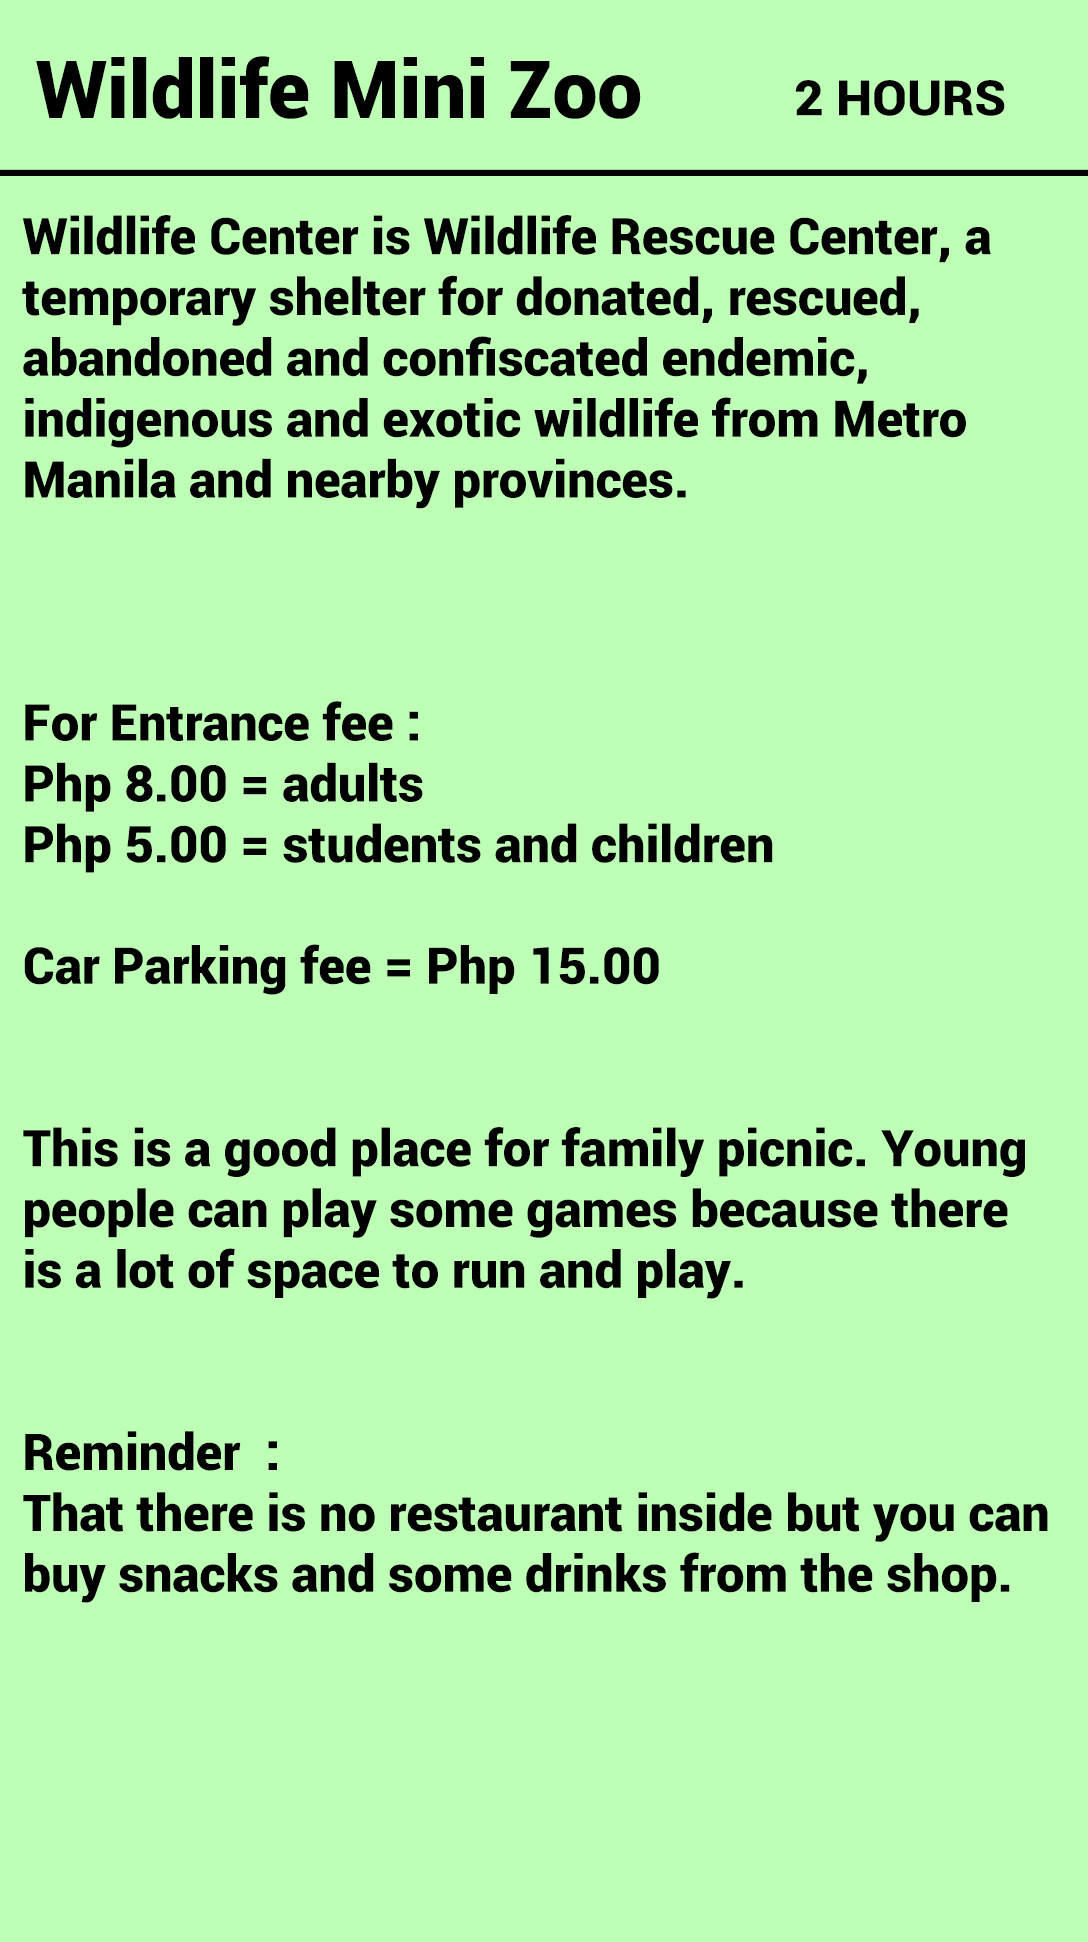 Wildlife Mini Zoo 2 HOURS
Wildlife Center is Wildlife Rescue Center, a
temporary shelter for donated, rescued,
abandoned and confiscated endemic,
indigenous and exotic wildlife from Metro
Manila and nearby provinces.
For Entrance fee :
Php 8.00 = adults
Php 5.00 = students and children
Car Parking fee = Php 15.00
This is a good place for family picnic. Young
people can play some games because there
is a lot of space to run and play.
Reminder  :
That there is no restaurant inside but you can
buy snacks and some drinks from the shop.